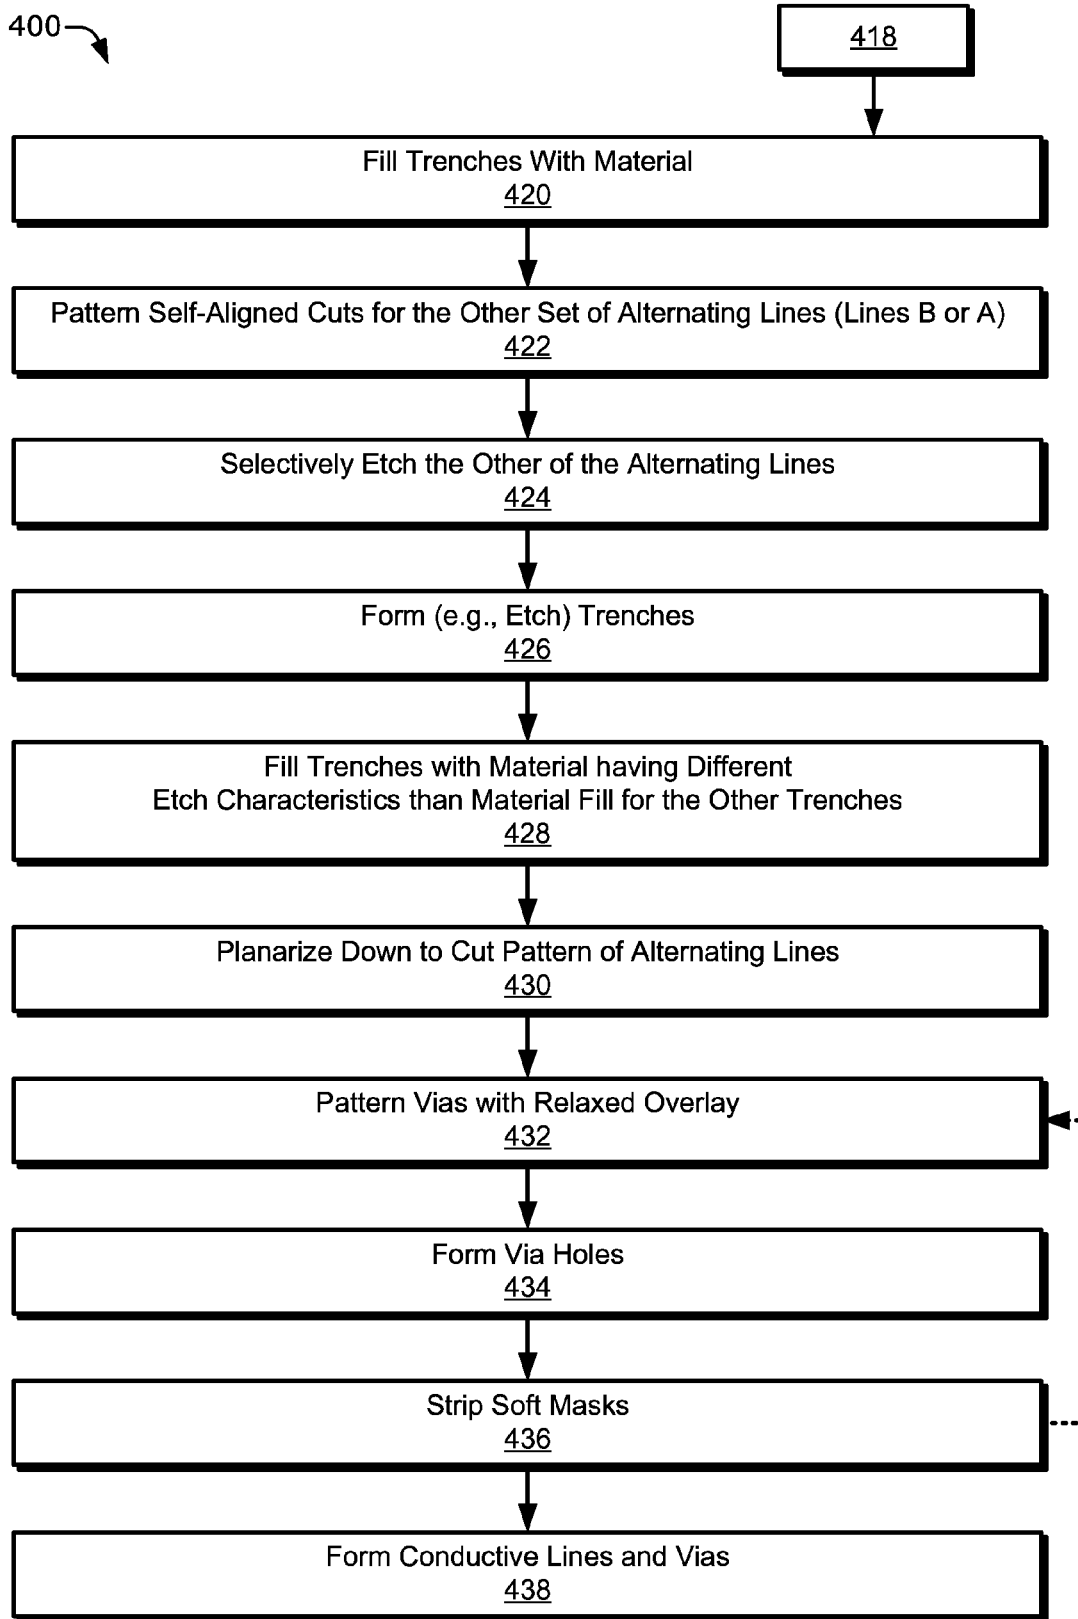 400
418
Fill Trenches With Material
420
Pattern Self-Aligned Cuts for the Other Set of Alternating Lines (Lines B or A)
422
Selectively Etch the Other of the Alternating Lines
424
Form (e.g., Etch) Trenches
426
Fill Trenches with Material having Different
Etch Characteristics than Material Fill for the Other Trenches
428
Planarize Down to Cut Pattern of Alternating Lines
430
Pattern Vias with Relaxed Overlay
432
Form Via Holes
434
Strip Soft Masks
436
Form Conductive Lines and Vias
438